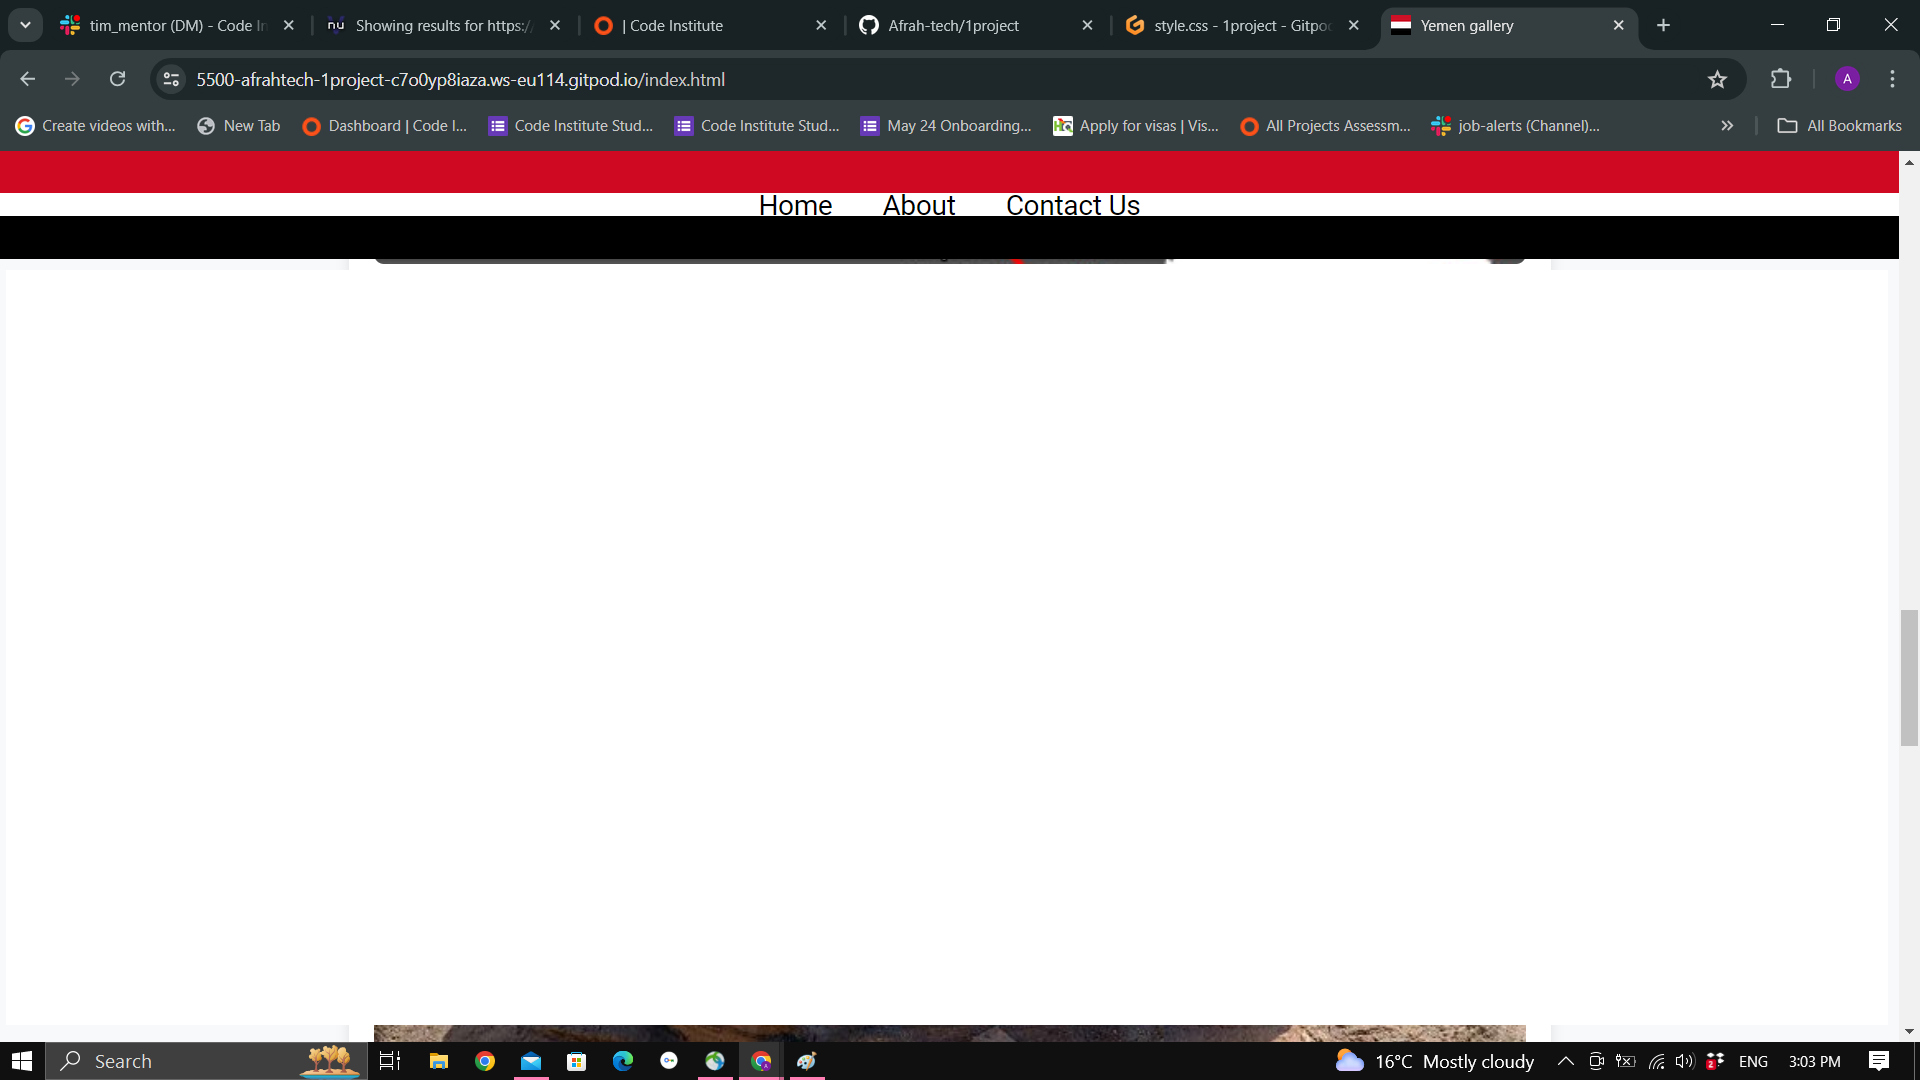 tim_mentor (DM) - Code In
Showing results for https:/
| Code Institute
Afrah-tech/1project
style.css - 1project - Gitpod
Yemen gallery
5500-afrahtech-1project-c7o0yp8iaza.ws-eu114.gitpod.io/index.html
A
Create videos with...
New Tab
Dashboard | Code I...
Code Institute Stud...
Code Institute Stud...
May 24 Onboarding...
Apply for visas | Vis...
All Projects Assessm...
job-alerts (Channel)...
All Bookmarks
Home
About
Contact Us
Search
16°C Mostly cloudy
ENG
3:03 PM